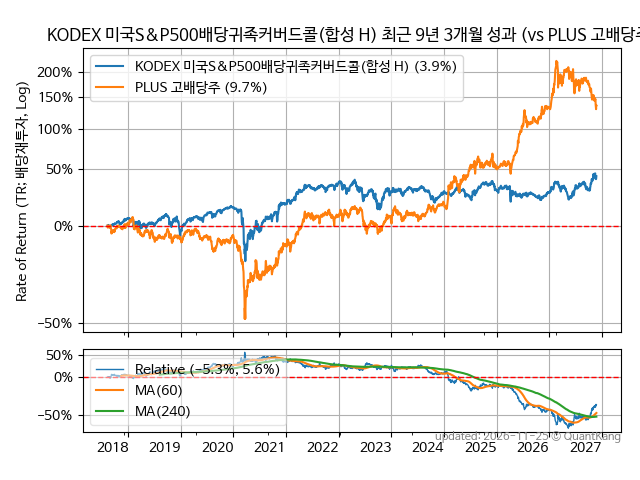 KODEX 미국S&P500배당귀족커버드콜(합성 H) 최근 9년 3개월 성과 (vs PLUS 고배당주
KODEX 미국S&P500배당귀족커버드콜(합성 H) (3.9%)
PLUS 고배당주 (9.7%)
Rate of Return (TR: 배당재투자, Log)
200%
150%
100%
50%
0%
−50%
50%
0%
−50%
Relative (−5.3%, 5.6%)
MA(60)
MA(240)
2018 2019 2020 2021 2022 2023 2024 2025 2026 2027
updated: 2026-11-25 © QuantKang